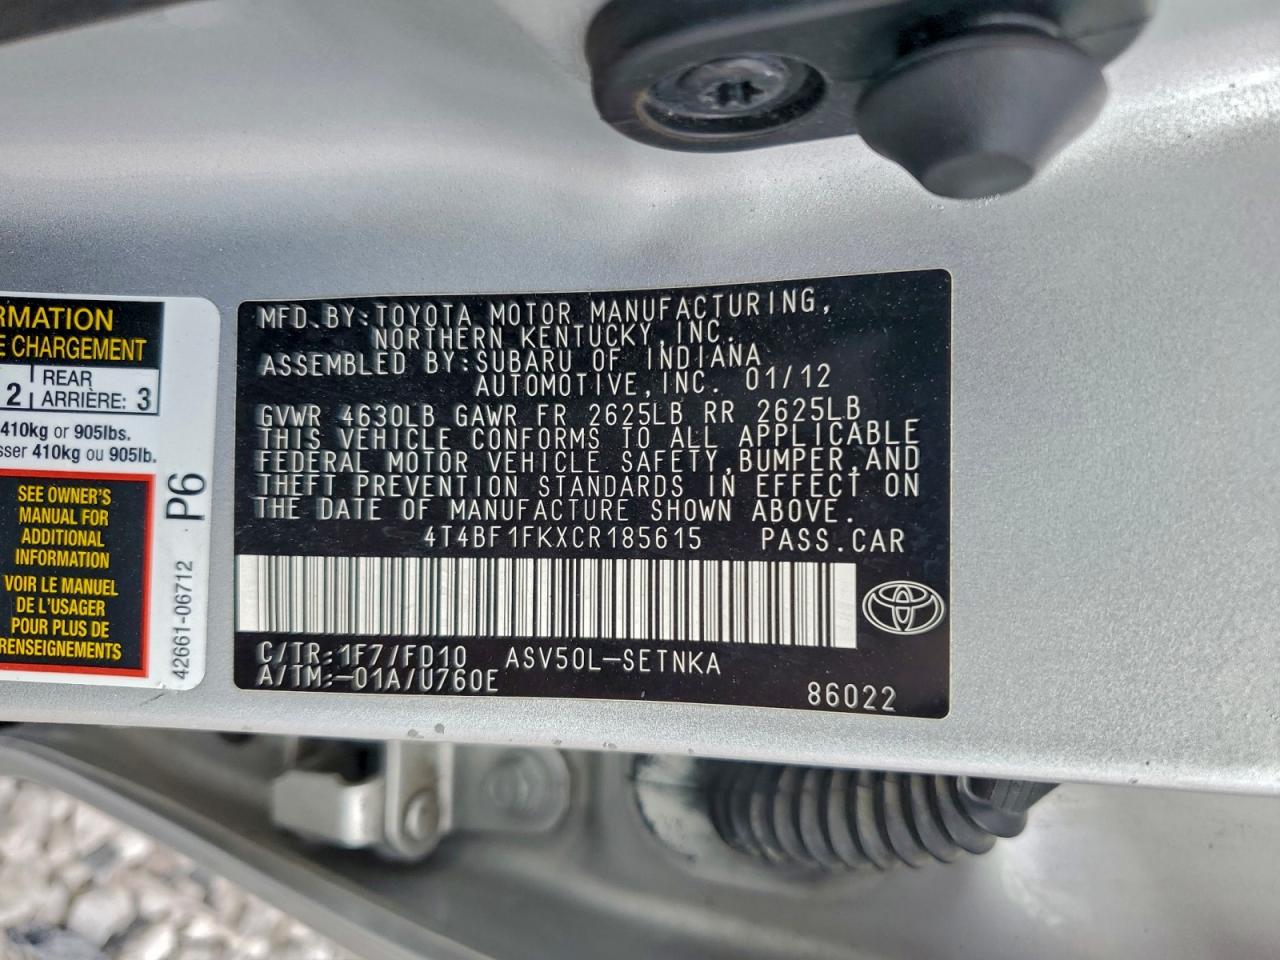 RMATION
E CHARGEMENT
2 REAR
ARRIÈRE: 3
410kg or 905lbs.
sser 410kg ou 905lb.
SEE OWNER'S
MANUAL FOR
ADDITIONAL
INFORMATION
VOIR LE MANUEL
DE L'USAGER
POUR PLUS DE
RENSEIGNEMENTS
P6
42661-06712
MFD.BY:TOYOTA MOTOR MANUFACTURING,
NORTHERN KENTUCKY,INC.
ASSEMBLED BY:SUBARU OF INDIANA
AUTOMOTIVE,INC. 01/12
GVWR 4630LB GAWR FR 2625LB RR 2625LB
THIS VEHICLE CONFORMS TO ALL APPLICABLE
FEDERAL MOTOR VEHICLE SAFETY,BUMPER,AND
THEFT PREVENTION STANDARDS IN EFFECT ON
THE DATE OF MANUFACTURE SHOWN ABOVE.
4T4BF1FKXCR185615 PASS.CAR
C/TR:1F7/FD10 ASV50L-SETNKA
A/TM:-01A/U760E
86022